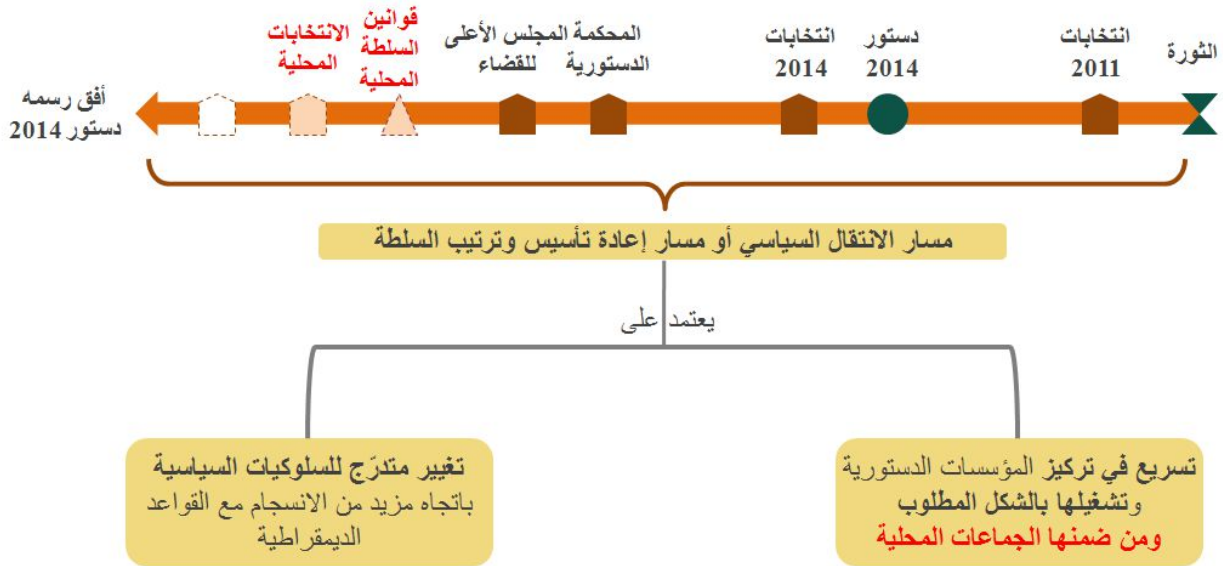 الثورة
انتخابات
2011
دستور
2014
انتخابات
2014
المحكمة
الدستورية
المجلس الأعلى
للقضاء
قوانين
السلطة
المحلية
الانتخابات
المحلية
أفق رسمه
دستور 2014
مسار الانتقال السياسي أو مسار إعادة تأسيس وترتيب السلطة
يعتمد على
تسريع في تركيز المؤسسات الدستورية
وتشغيلها بالشكل المطلوب
ومن ضمنها الجماعات المحلية
تغيير متدرّج للسلوكيات السياسية
باتجاه مزيد من الانسجام مع القواعد
الديمقراطية